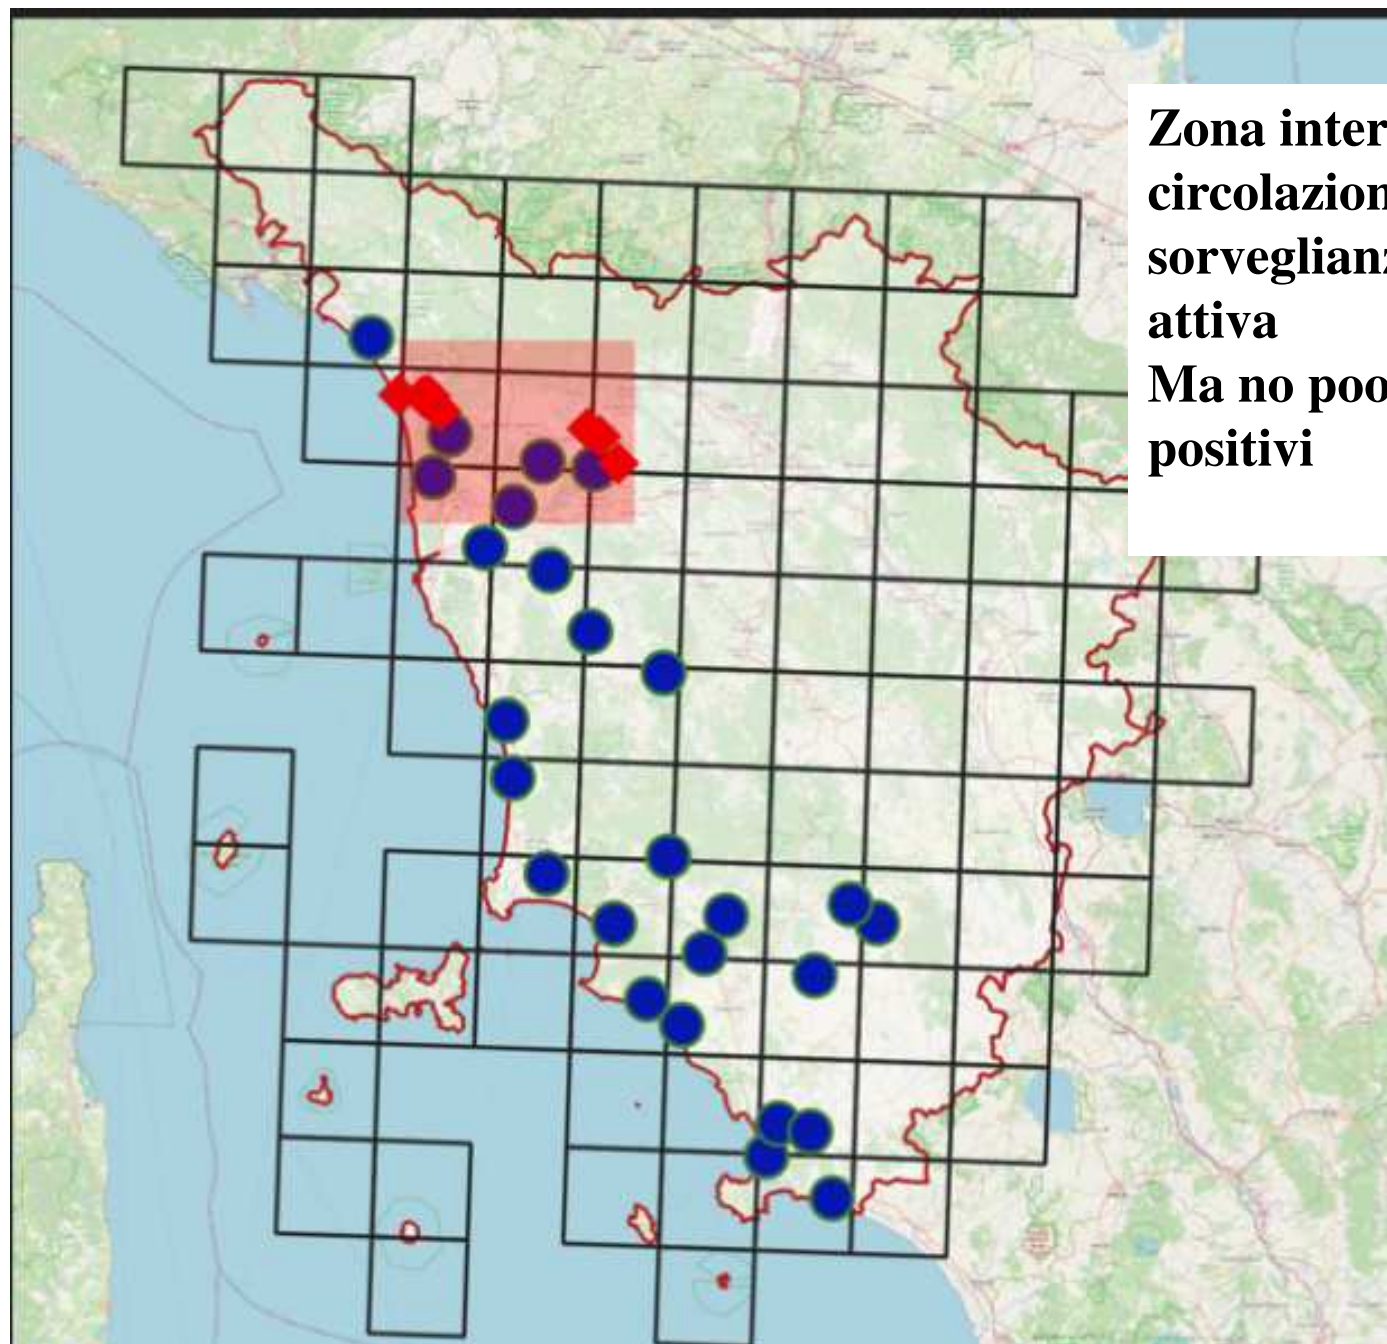 Zona inter
circolazion
sorveglianz
attiva
Ma no poo
positivi